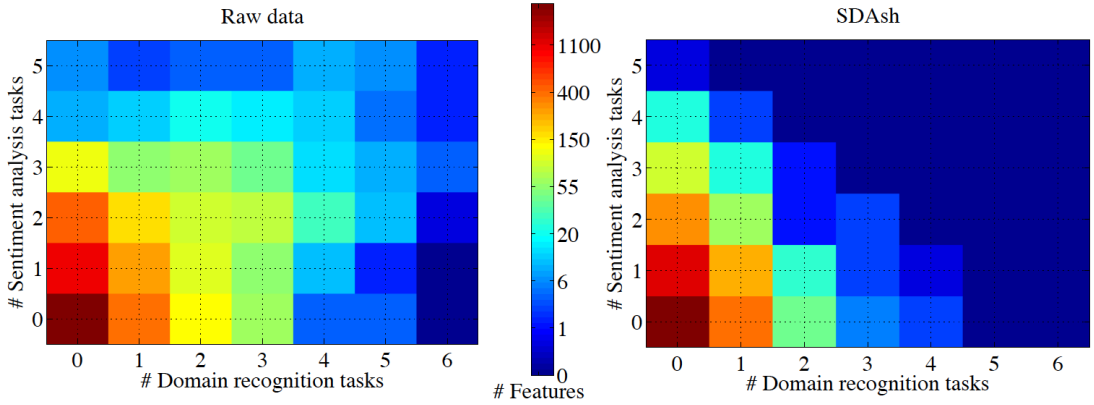 Raw data
# Sentiment analysis tasks
5
4
3
2
1
0
0 1 2 3 4 5 6
# Domain recognition tasks
1100
400
150
55
20
6
1
0
# Features
SDAsh
# Sentiment analysis tasks
5
4
3
2
1
0
0 1 2 3 4 5 6
# Domain recognition tasks